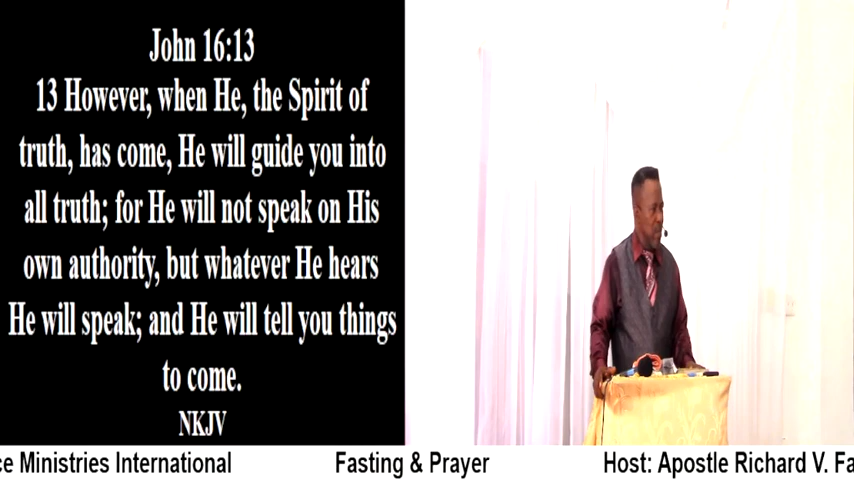 John 16:13
13 However, when He, the Spirit of
truth, has come, He will guide you into
all truth; for He will not speak on His
own authority, but whatever He hears
He will speak; and He will tell you things
to come.
NKJV
Ministries International Fasting & Prayer Host: Apostle Richard V.